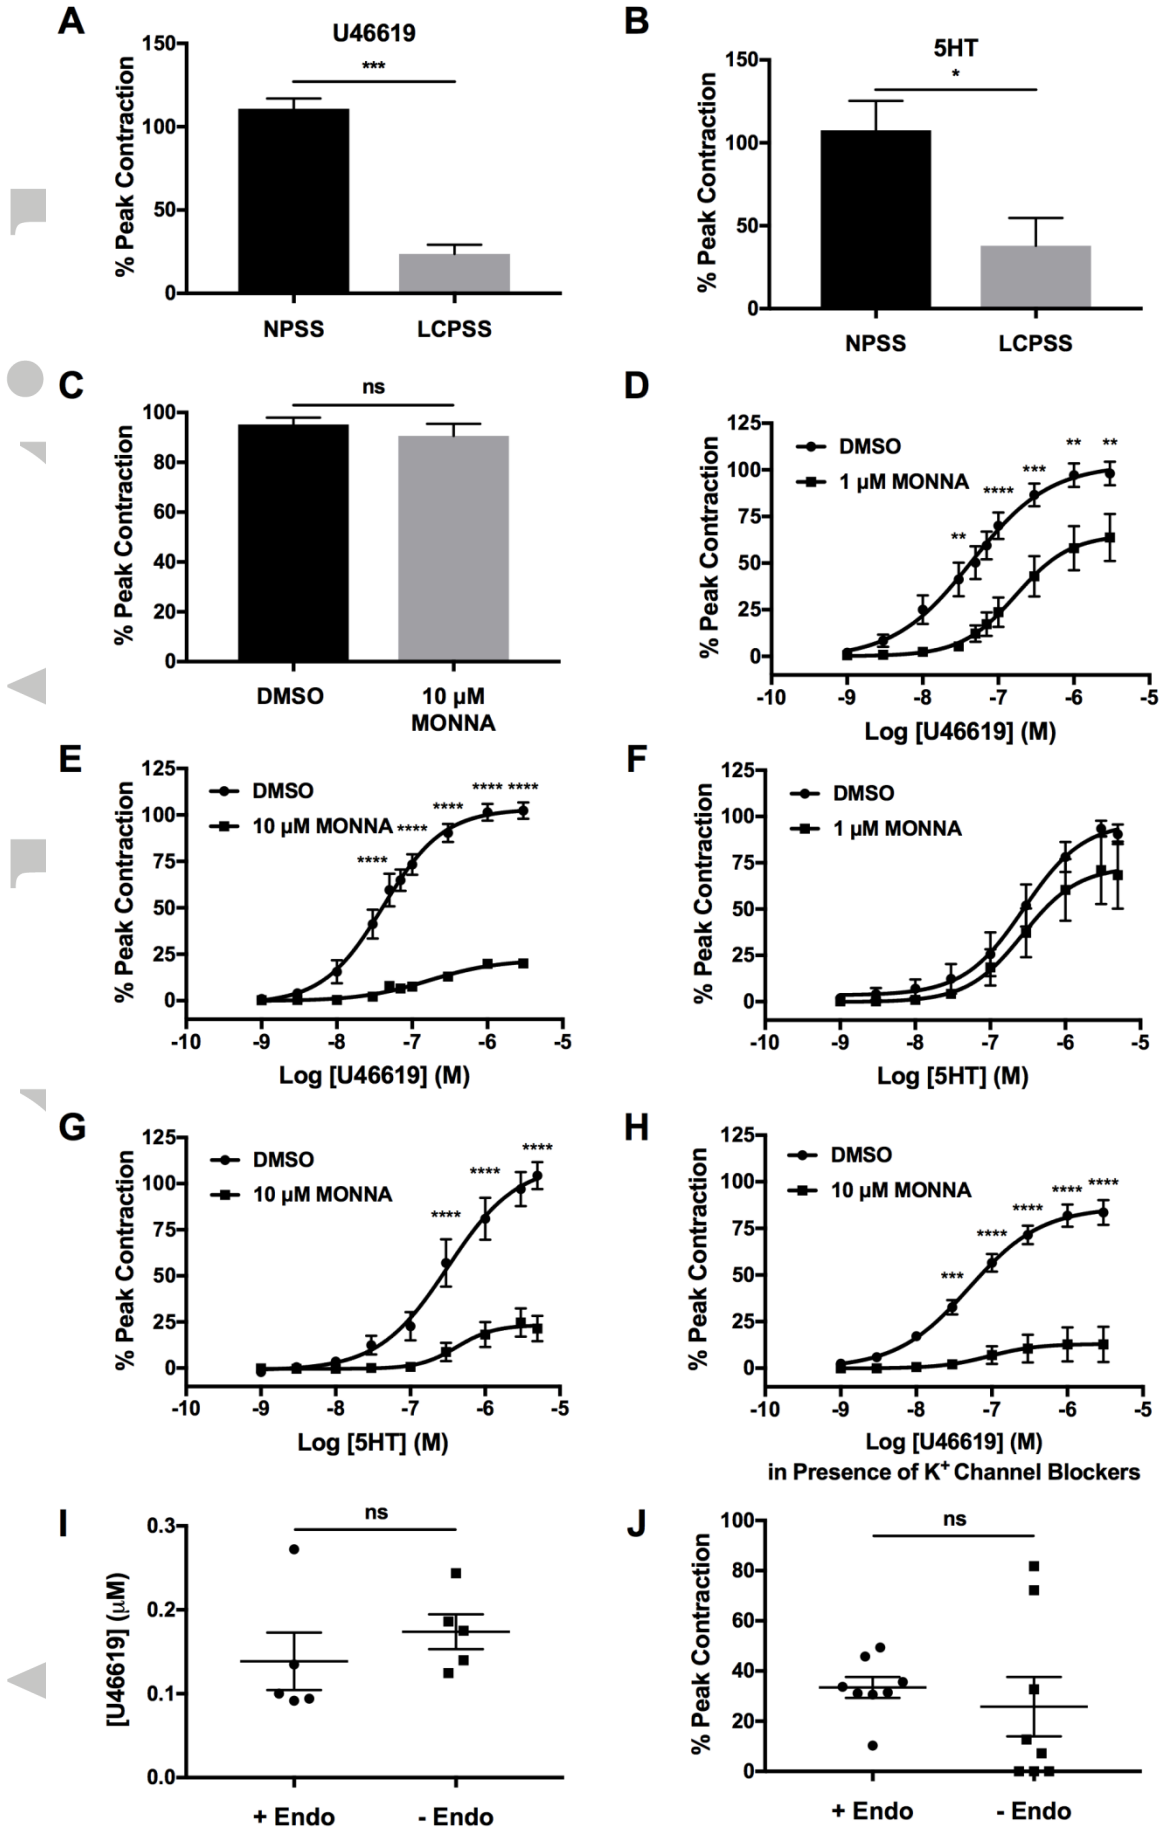 A
U46619
***
150
100
50
0
% Peak Contraction
NPSS
LCPSS
B
5HT
*
150
100
50
0
% Peak Contraction
NPSS
LCPSS
C
ns
100
80
60
40
20
0
% Peak Contraction
DMSO
10 µM
MONNA
D
125
100
75
50
25
0
% Peak Contraction
DMSO
1 µM MONNA
**
****
***
**
**
-10
-9
-8
-7
-6
-5
Log [U46619] (M)
E
125
100
75
50
25
0
% Peak Contraction
DMSO
10 µM MONNA
****
****
****
****
****
-10
-9
-8
-7
-6
-5
Log [U46619] (M)
F
125
100
75
50
25
0
% Peak Contraction
DMSO
1 µM MONNA
-10
-9
-8
-7
-6
-5
Log [5HT] (M)
G
125
100
75
50
25
0
% Peak Contraction
DMSO
10 µM MONNA
****
****
****
-10
-9
-8
-7
-6
-5
Log [5HT] (M)
H
125
100
75
50
25
0
% Peak Contraction
DMSO
10 µM MONNA
***
****
****
****
****
-10
-9
-8
-7
-6
-5
Log [U46619] (M)
in Presence of K⁺ Channel Blockers
I
ns
0.3
0.2
0.1
0.0
[U46619] (µM)
+ Endo
- Endo
J
ns
100
80
60
40
20
0
% Peak Contraction
+ Endo
- Endo